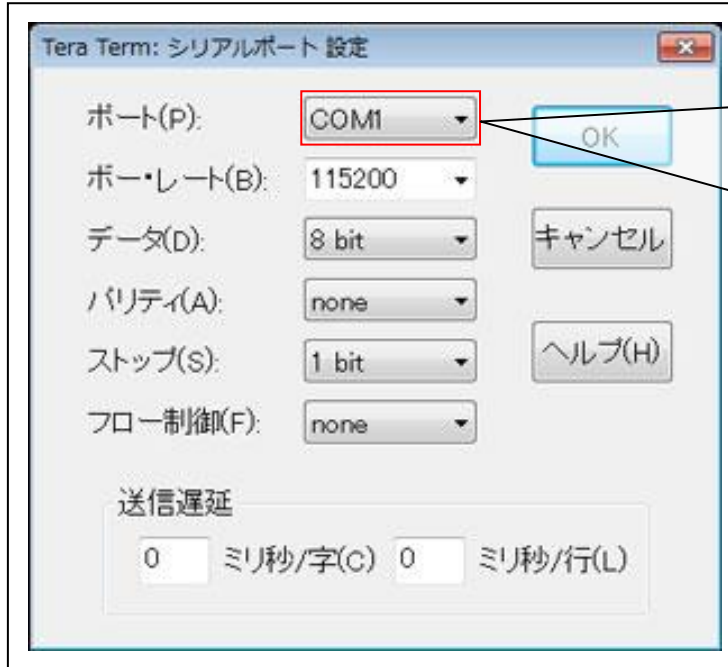 Tera Term: シリアルポート 設定
ポート(P): COM1
OK
ボー・レート(B): 115200
データ(D): 8 bit
キャンセル
パリティ(A): none
ストップ(S): 1 bit
ヘルプ(H)
フロー制御(F): none
送信遅延
0 ミリ秒/字(C) 0 ミリ秒/行(L)